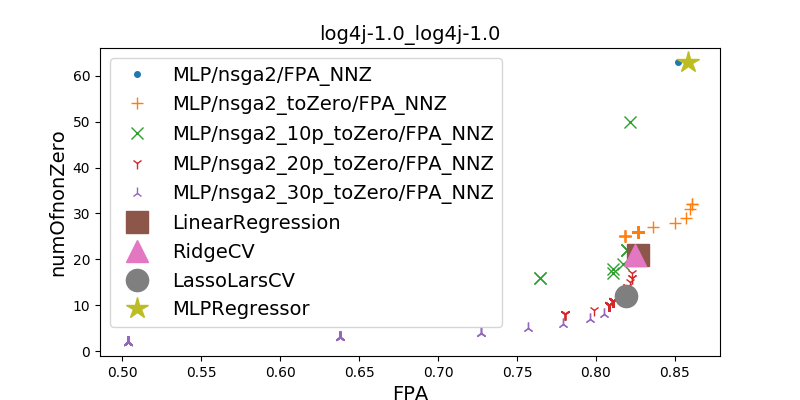 log4j-1.0_log4j-1.0
numOfnonZero
60
50
40
30
20
10
0
MLP/nsga2/FPA_NNZ
MLP/nsga2_toZero/FPA_NNZ
MLP/nsga2_10p_toZero/FPA_NNZ
MLP/nsga2_20p_toZero/FPA_NNZ
MLP/nsga2_30p_toZero/FPA_NNZ
LinearRegression
RidgeCV
LassoLarsCV
MLPRegressor
0.50 0.55 0.60 0.65 0.70 0.75 0.80 0.85
FPA